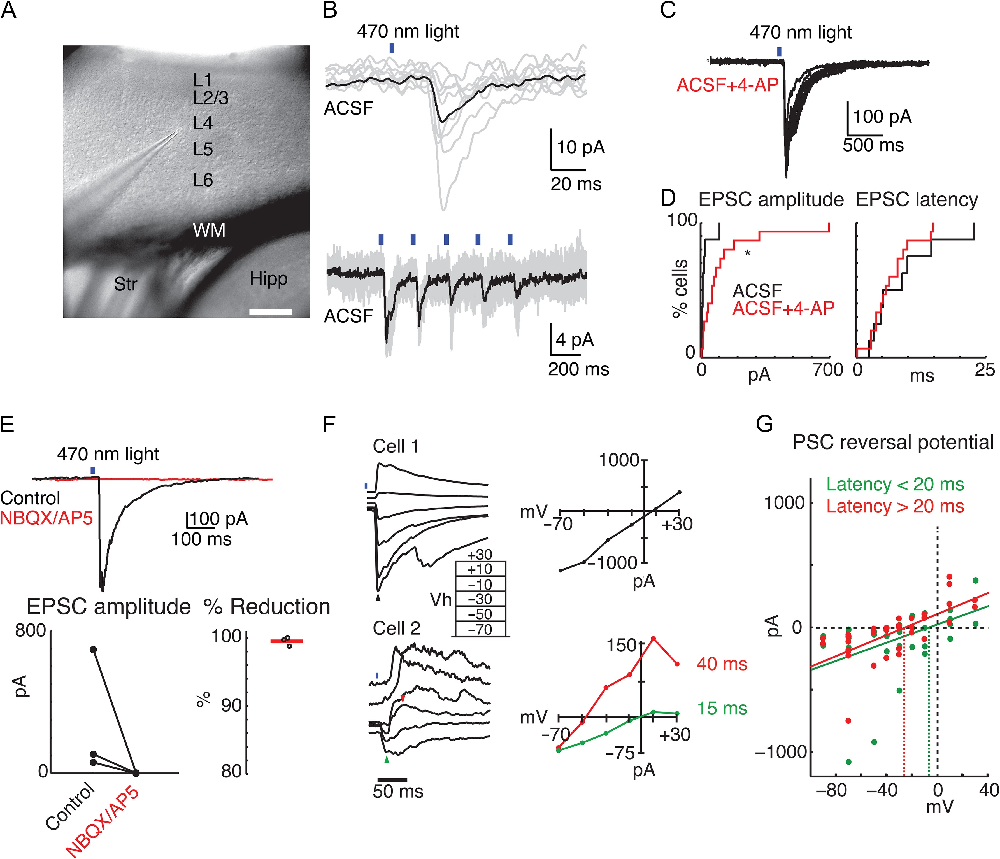 A
L1
L2/3
L4
L5
L6
WM
Str
Hipp
B
470 nm light
ACSF
10 pA
20 ms
ACSF
4 pA
200 ms
C
470 nm light
0
ACSF+4-AP
100 pA
500 ms
D
EPSC amplitude
EPSC latency
100
% cells
0
*
ACSF
ACSF+4-AP
0
pA
700
0
ms
25
E
470 nm light
Control
NBQX/AP5
100 pA
100 ms
EPSC amplitude
% Reduction
800
pA
0
Control
NBQX/AP5
100
%
90
80
F
Cell 1
Vh
+30
+10
−10
−30
−50
−70
1000
mV
−70
+30
−1000
pA
Cell 2
50 ms
150
40 ms
mV
−70
+30
15 ms
−75
pA
G
PSC reversal potential
Latency < 20 ms
Latency > 20 ms
1000
pA
0
−1000
−80
−40
0
40
mV